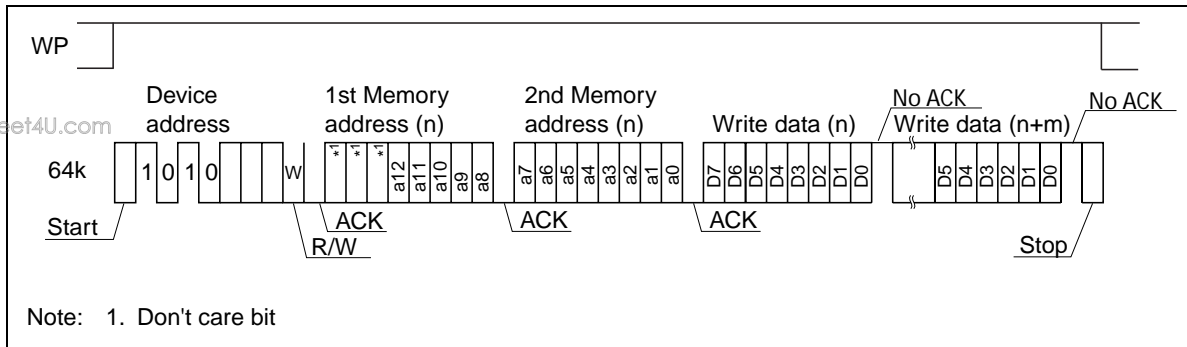 WP
Device address
1st Memory address (n)
2nd Memory address (n)
Write data (n)
No ACK
Write data (n+m)
No ACK
eet4U.com
64k
1 0 1 0 W *1 *1 *1 a12 a11 a10 a9 a8 a7 a6 a5 a4 a3 a2 a1 a0 D7 D6 D5 D4 D3 D2 D1 D0 D5 D4 D3 D2 D1 D0
Start
ACK
ACK
ACK
R/W
Stop
Note: 1. Don't care bit